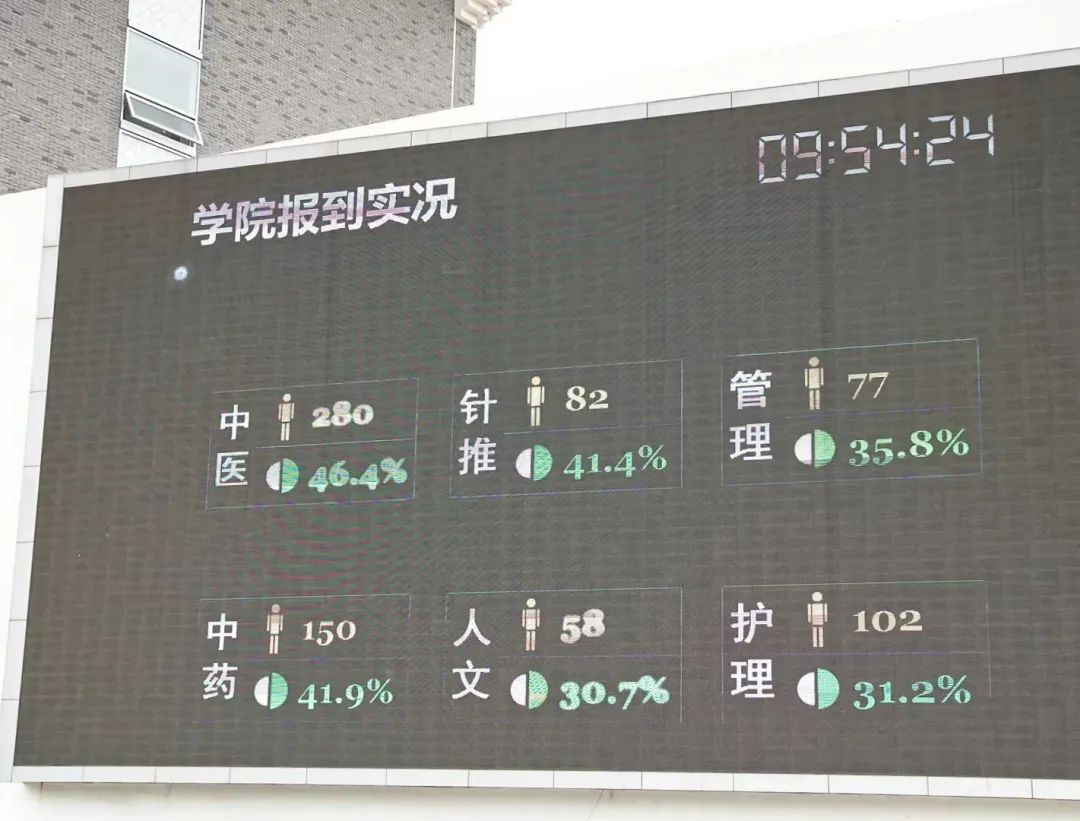 09:54:24
学院报到实况
中医
280
46.4%
针推
82
41.4%
管理
77
35.8%
中药
150
41.9%
人文
58
30.7%
护理
102
31.2%